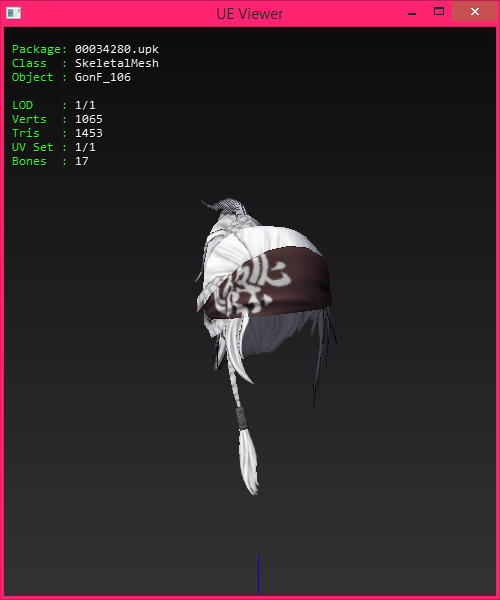 UE Viewer
Package: 00034280.upk
Class : SkeletalMesh
Object : GonF_106
LOD : 1/1
Verts : 1065
Tris : 1453
UV Set : 1/1
Bones : 17